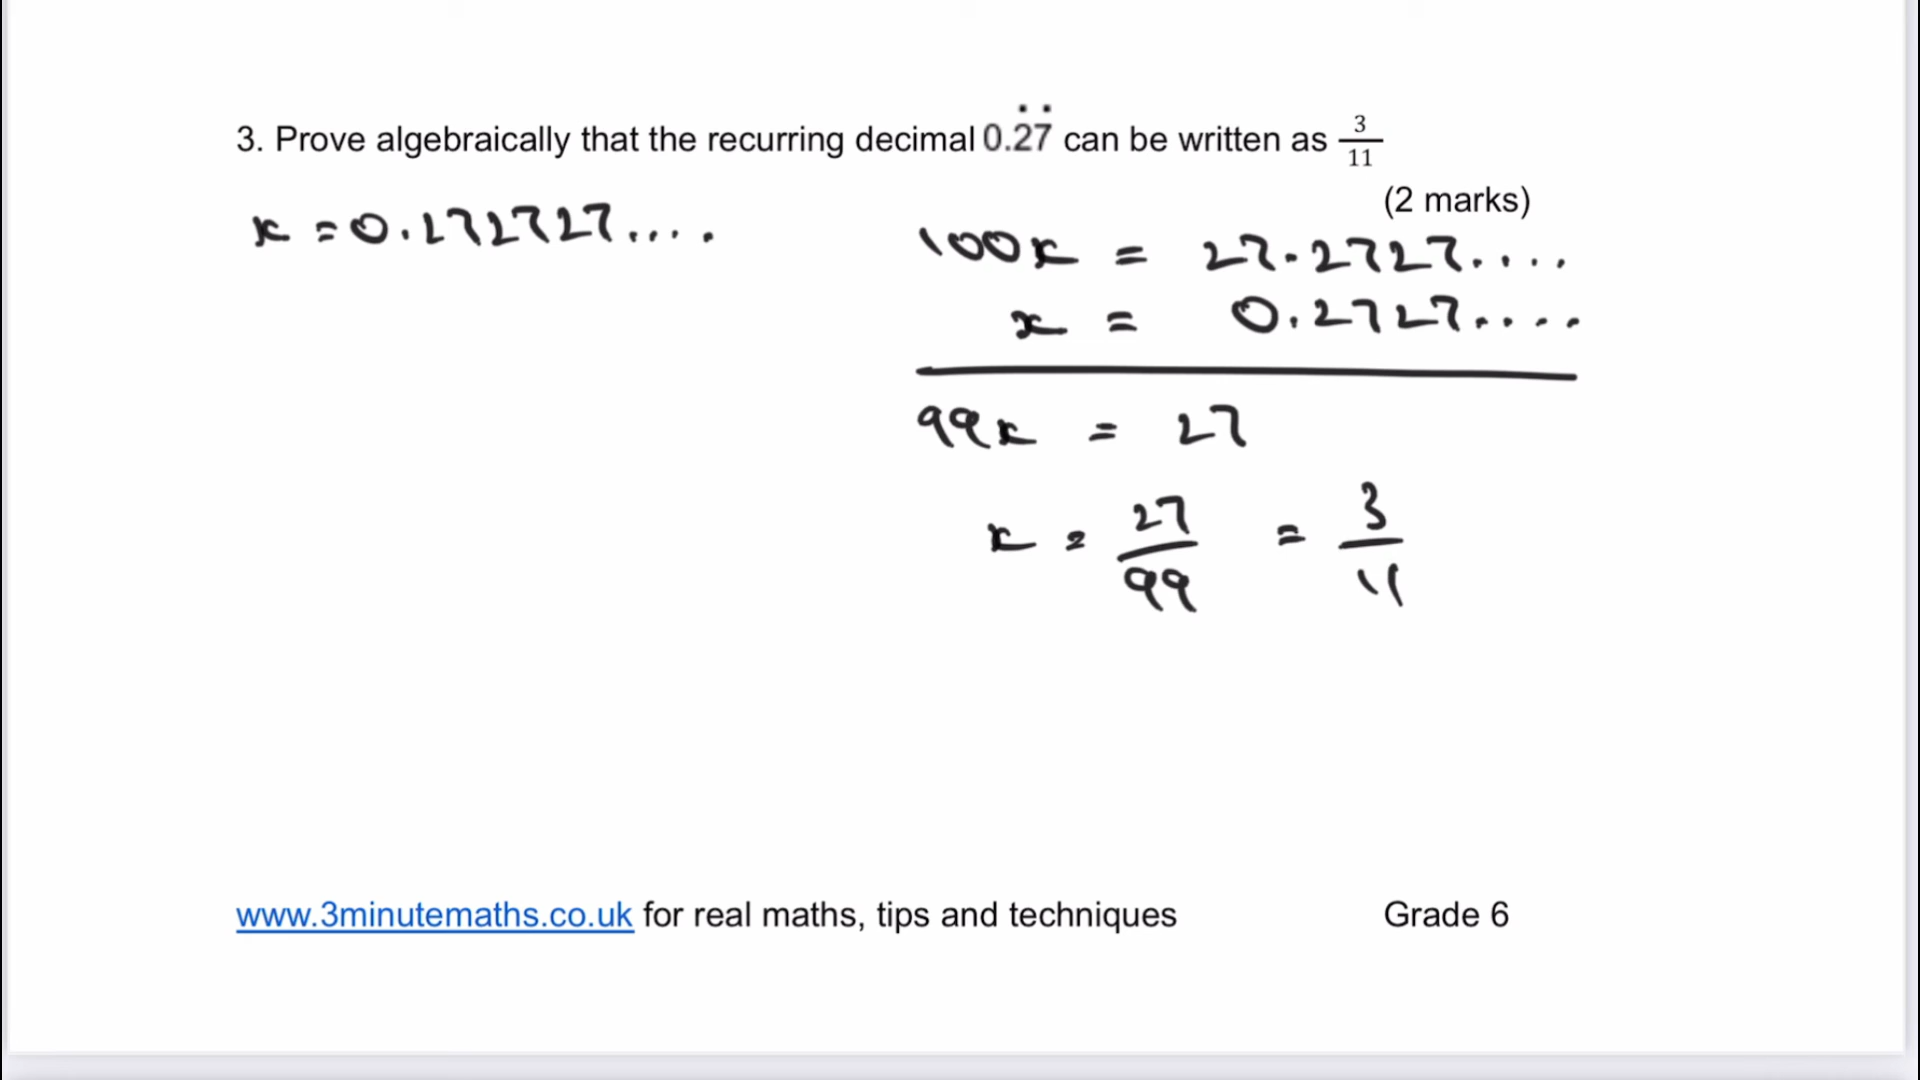 3. Prove algebraically that the recurring decimal 0.2̇7̇ can be written as 3/11
(2 marks)
x = 0.272727....
100x = 27.2727....
x = 0.2727....
99x = 27
x = 27/99 = 3/11
www.3minutemaths.co.uk for real maths, tips and techniques Grade 6